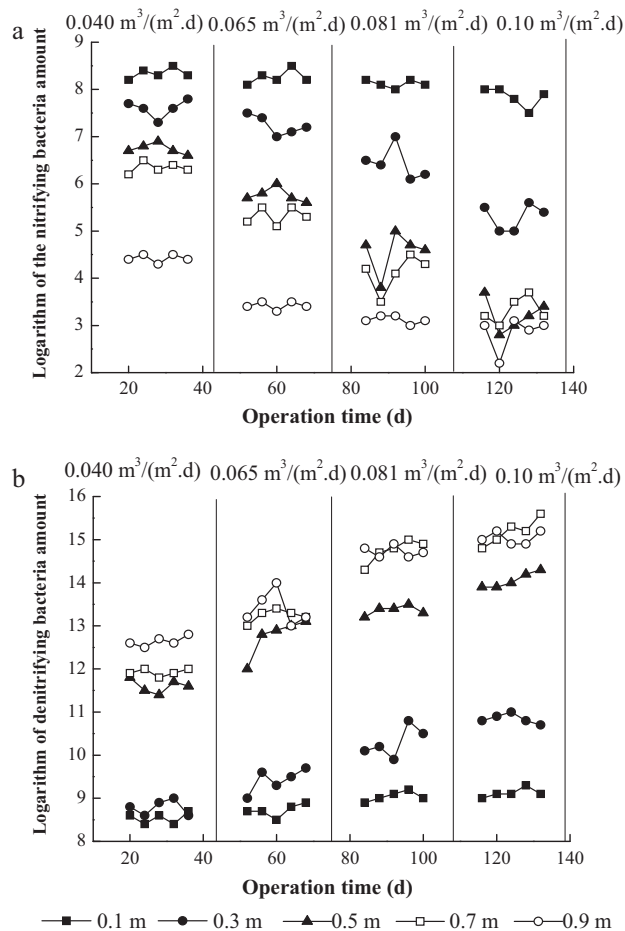 a
0.040 m³/(m².d) 0.065 m³/(m².d) 0.081 m³/(m².d) 0.10 m³/(m².d)
Logarithm of the nitrifying bacteria amount
9
8
7
6
5
4
3
2
20 40 60 80 100 120 140
Operation time (d)
b
0.040 m³/(m².d) 0.065 m³/(m².d) 0.081 m³/(m².d) 0.10 m³/(m².d)
Logarithm of denitrifying bacteria amount
16
15
14
13
12
11
10
9
8
20 40 60 80 100 120 140
Operation time (d)
0.1 m 0.3 m 0.5 m 0.7 m 0.9 m